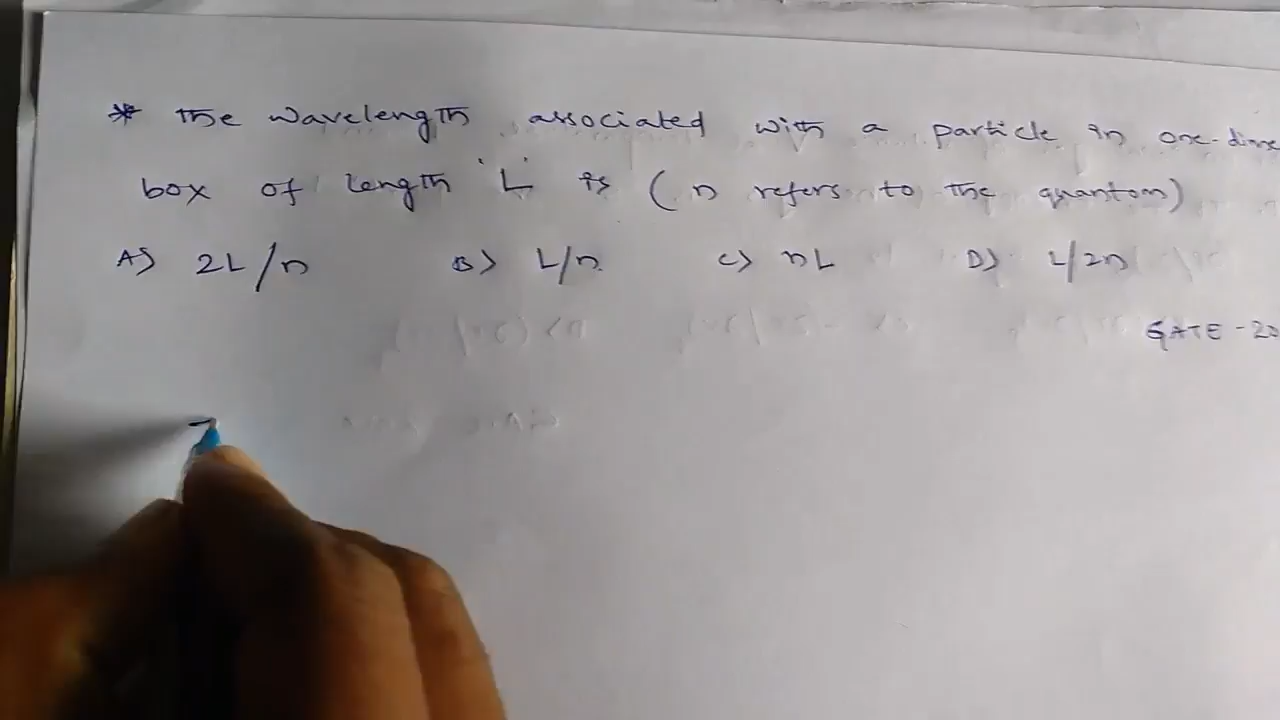 * The wavelength associated with a particle in one-dime
box of length 'L' is (n refers to the quantom)
A) 2L/n B) L/n. C) nL D) L/2n
GATE - 20